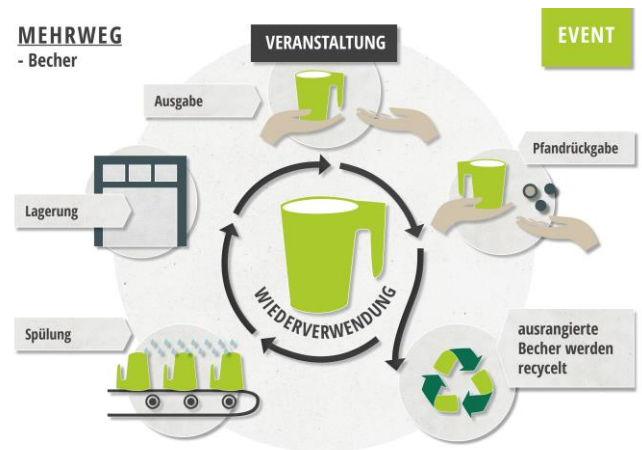 MEHRWEG
- Becher
VERANSTALTUNG
EVENT
Ausgabe
Pfandrückgabe
Lagerung
WIEDERVERWENDUNG
Spülung
ausrangierte
Becher werden
recycelt